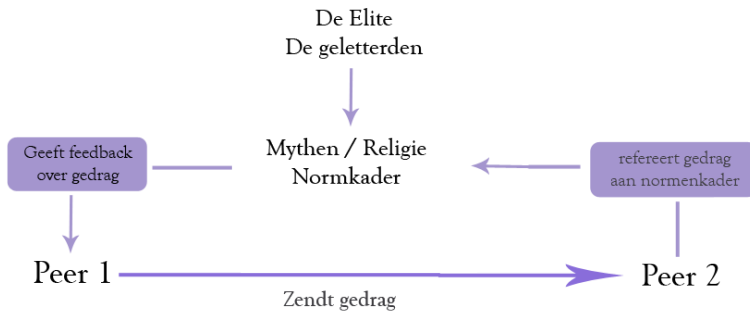 De Elite
De geletterden
Mythen / Religie
Normkader
Geeft feedback
over gedrag
refereert gedrag
aan normenkader
Peer 1
Peer 2
Zendt gedrag